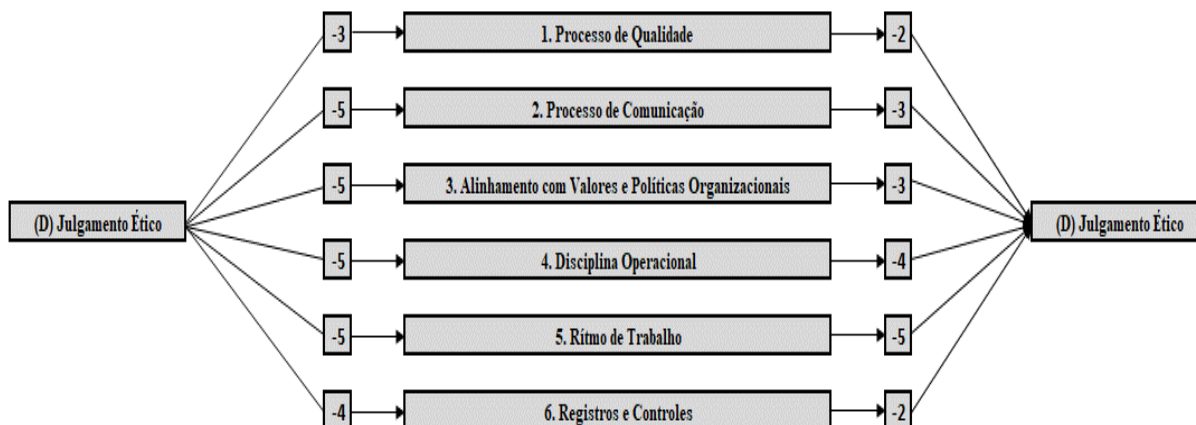 -3
1. Processo de Qualidade
-2
-5
2. Processo de Comunicação
-3
-5
3. Alinhamento com Valores e Políticas Organizacionais
-3
(D) Julgamento Ético
(D) Julgamento Ético
-5
4. Disciplina Operacional
-4
-5
5. Rítmo de Trabalho
-5
-4
6. Registros e Controles
-2